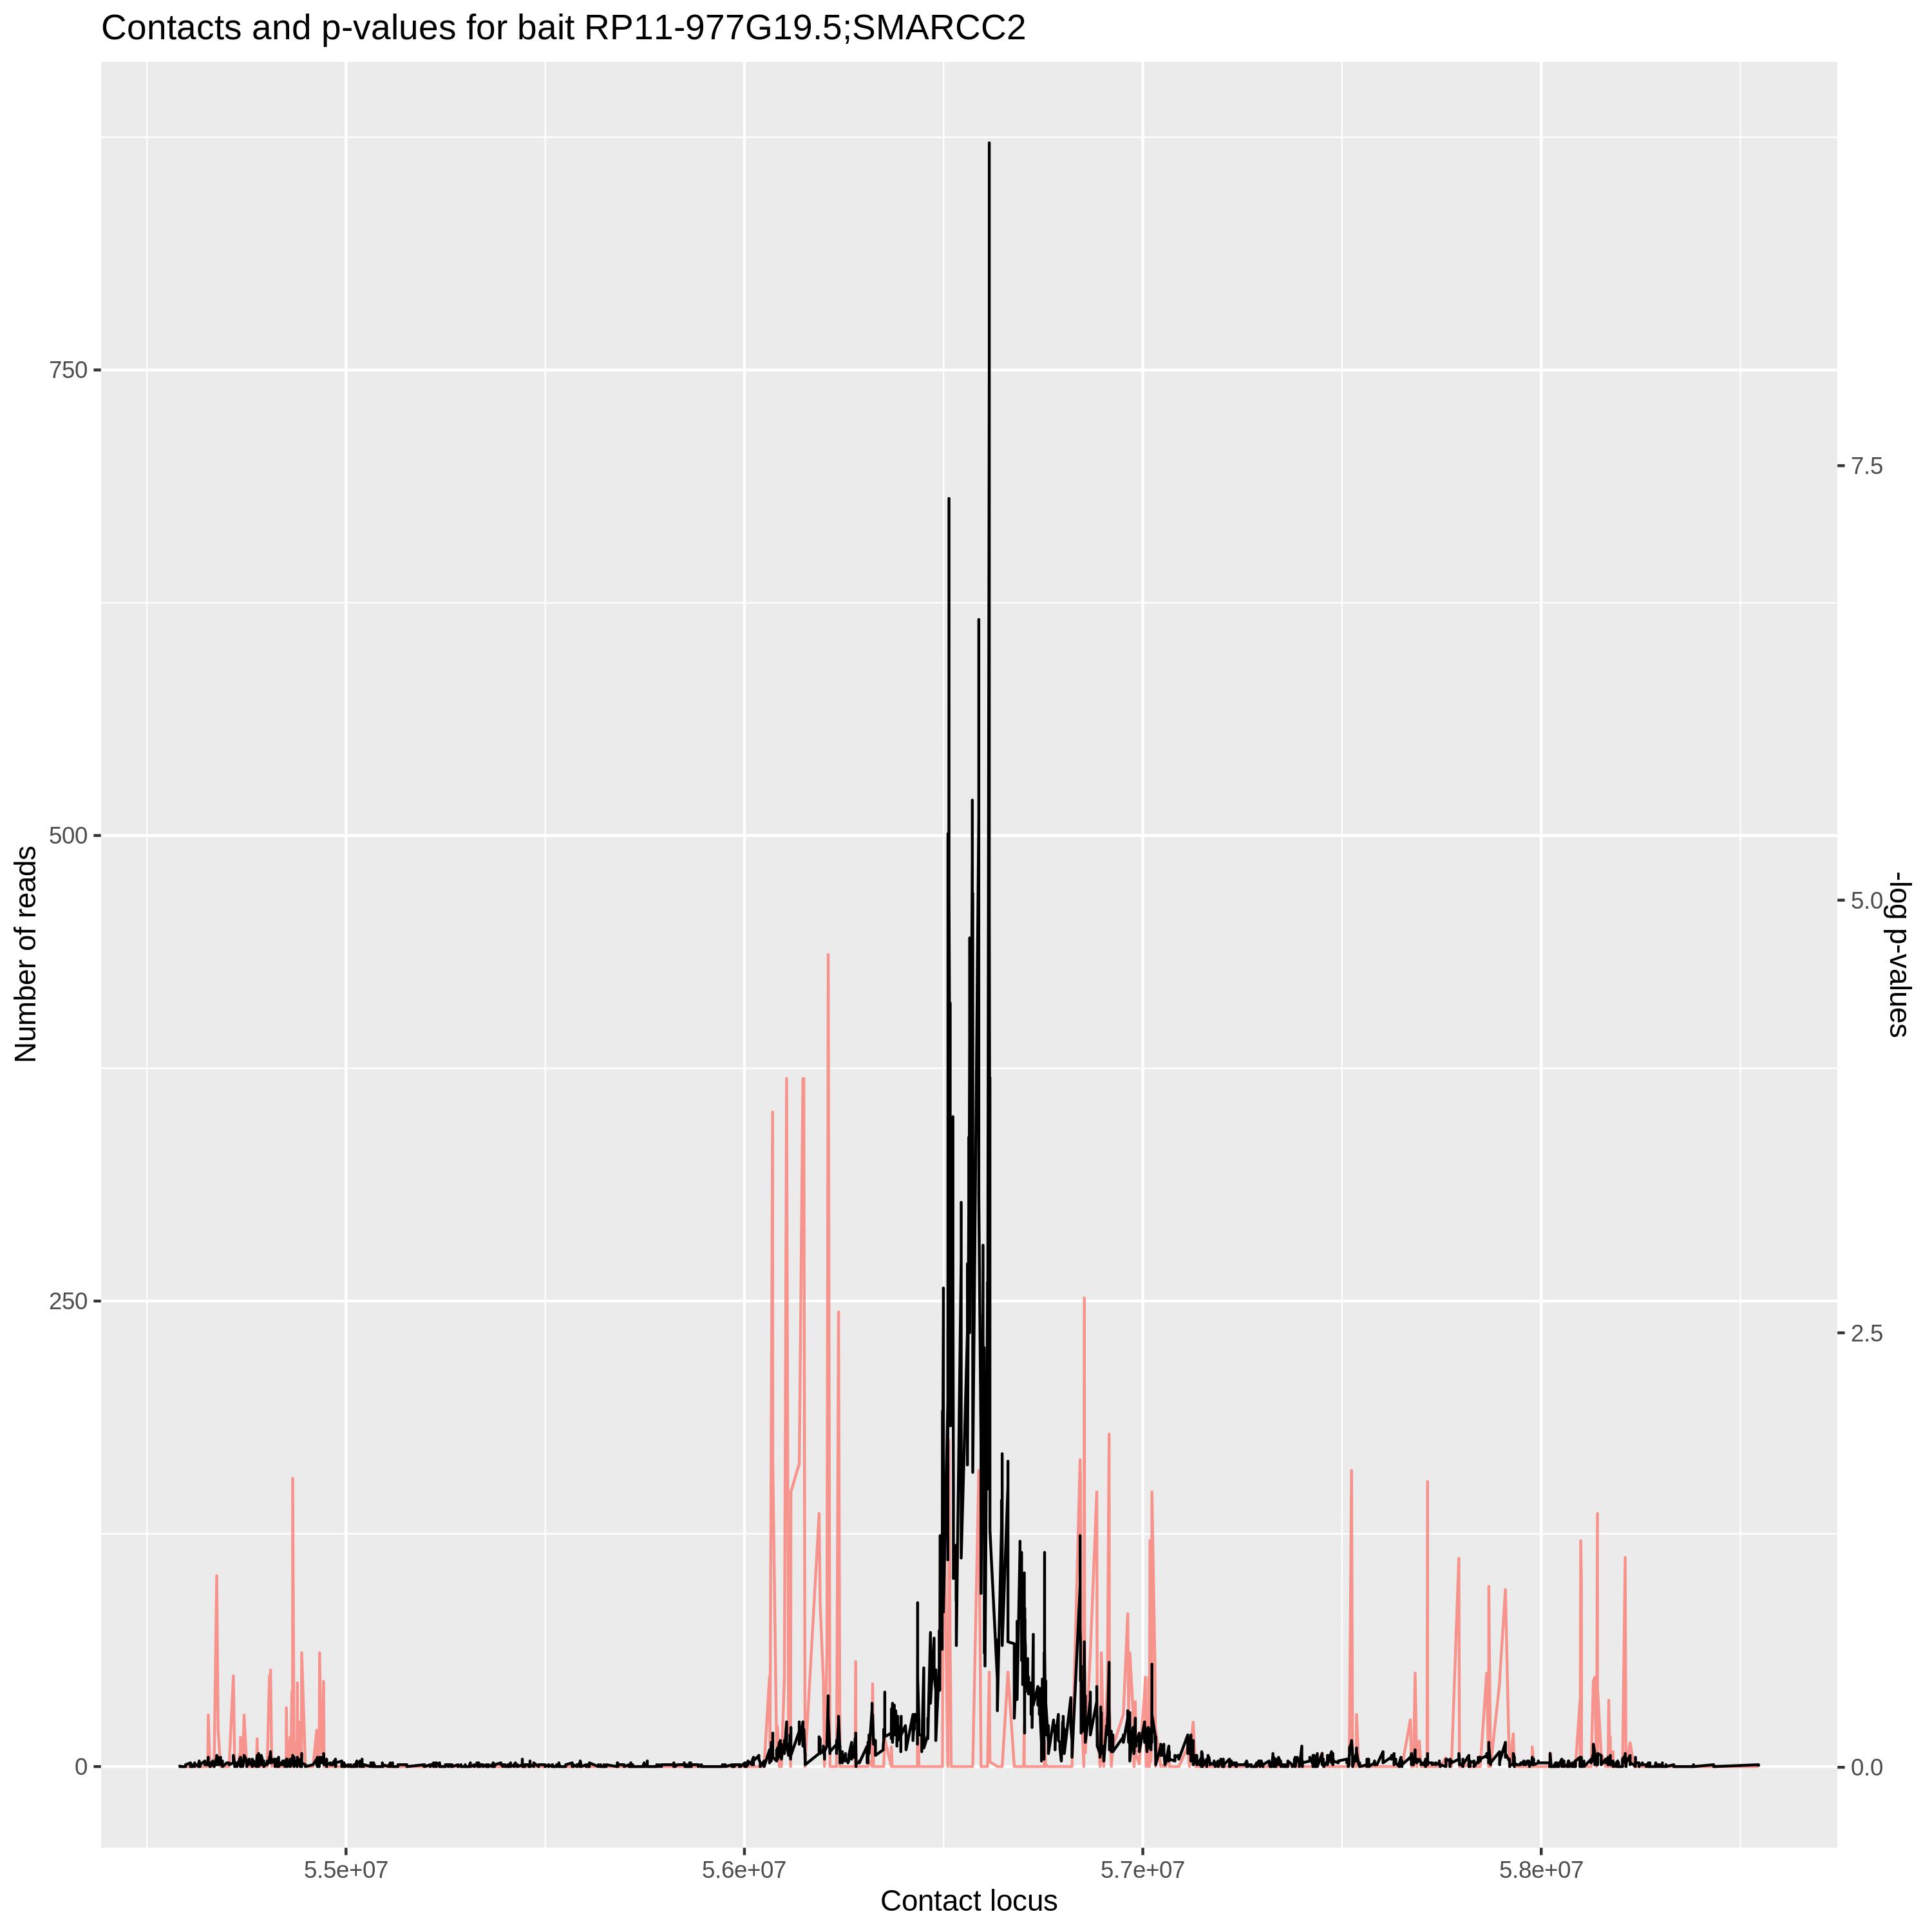 Contacts and p-values for bait RP11-977G19.5;SMARCC2
750
500
250
0
Number of reads
7.5
5.0
2.5
0.0
-log p-values
5.5e+07
5.6e+07
5.7e+07
5.8e+07
Contact locus